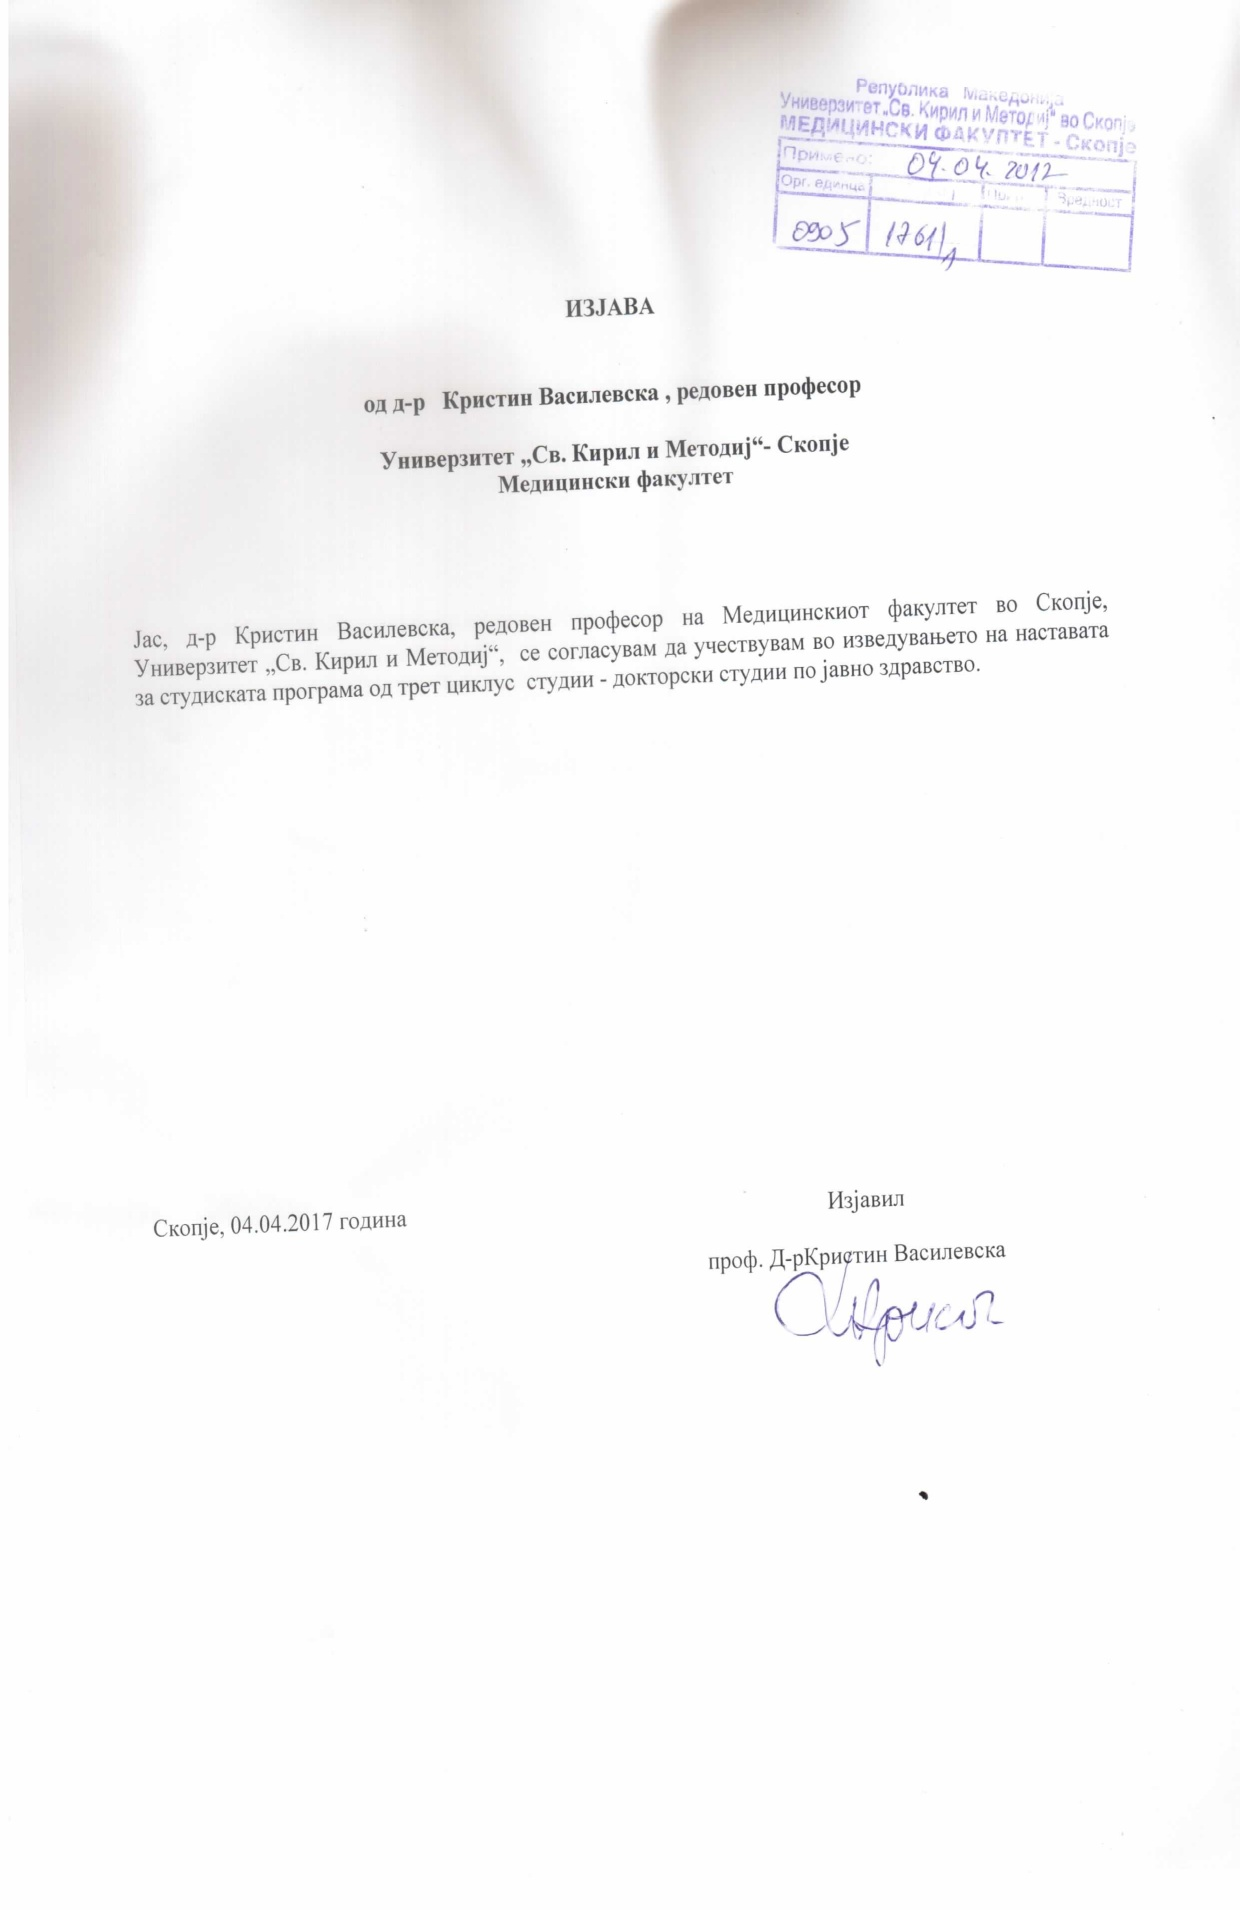 Република Македонија
Универзитет „Св. Кирил и Методиј“ во Скопје
МЕДИЦИНСКИ ФАКУЛТЕТ - Скопје
Примено: 04.04. 2017
Орг. единца Вредност
0905 1761/1
ИЗЈАВА
од д-р Кристин Василевска , редовен професор
Универзитет „Св. Кирил и Методиј“- Скопје
Медицински факултет
Јас, д-р Кристин Василевска, редовен професор на Медицинскиот факултет во Скопје,
Универзитет „Св. Кирил и Методиј“, се согласувам да учествувам во изведувањето на наставата
за студиската програма од трет циклус студии - докторски студии по јавно здравство.
Изјавил
Скопје, 04.04.2017 година
проф. Д-рКристин Василевска